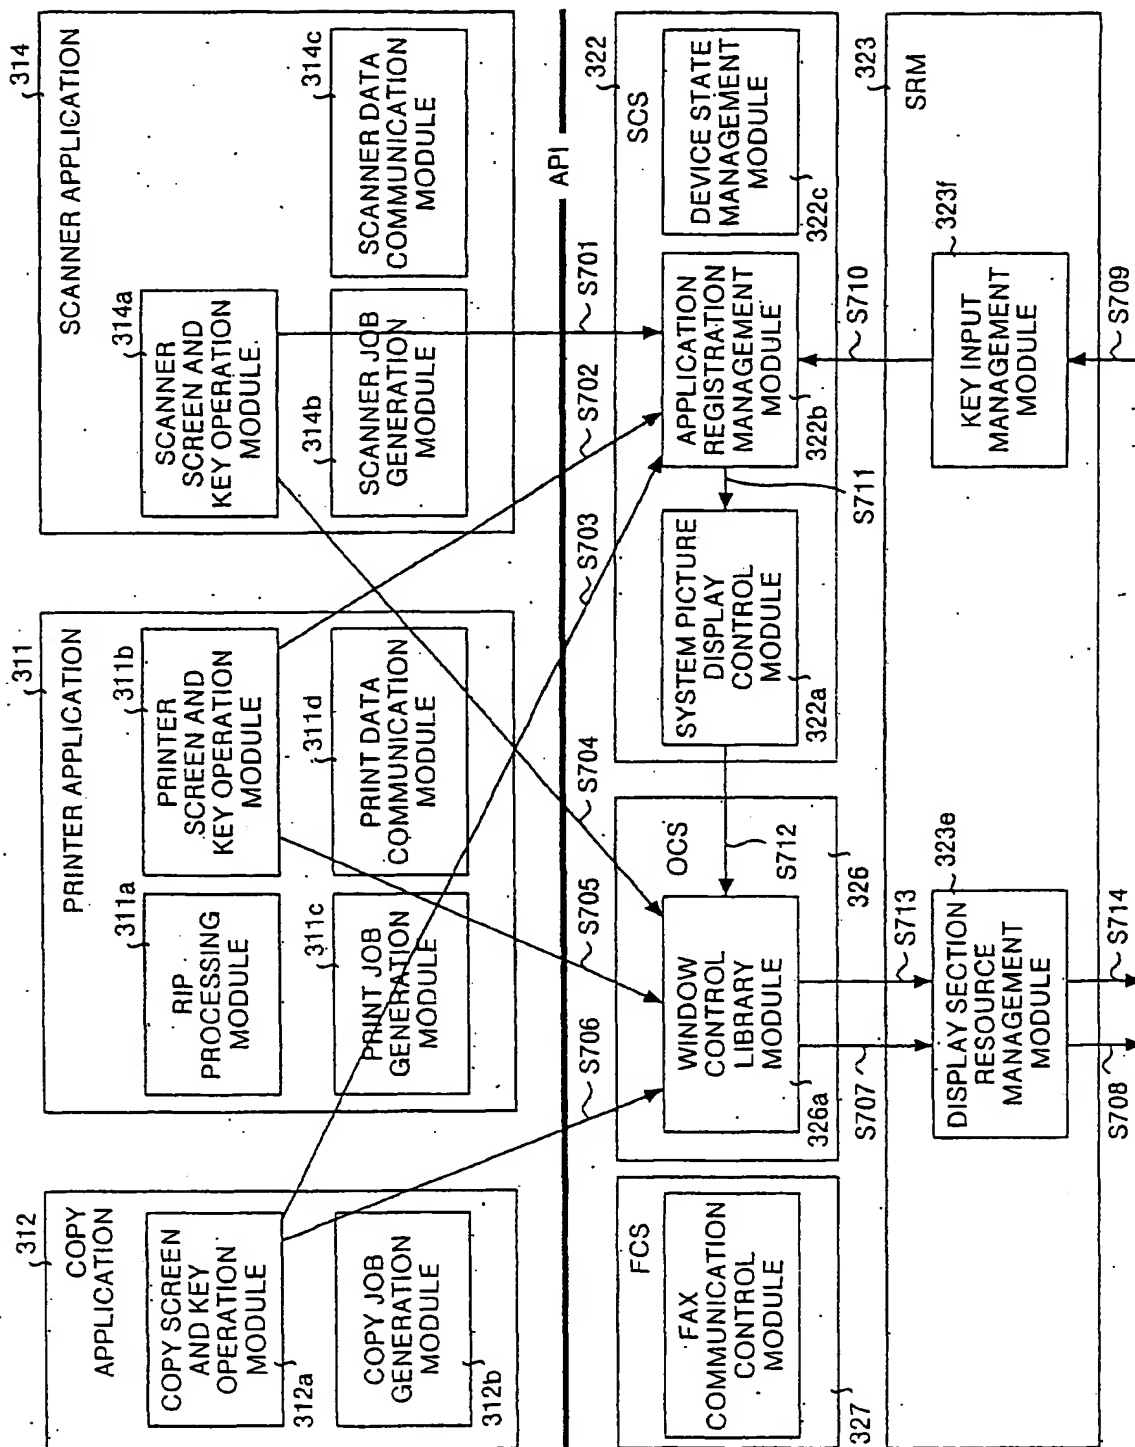 312
COPY
APPLICATION
COPY SCREEN
AND KEY
OPERATION
MODULE
312a
COPY JOB
GENERATION
MODULE
312b
311
PRINTER APPLICATION
311a
RIP
PROCESSING
MODULE
311b
PRINTER
SCREEN AND
KEY OPERATION
MODULE
311c
PRINT JOB
GENERATION
MODULE
311d
PRINT DATA
COMMUNICATION
MODULE
314
SCANNER APPLICATION
314a
SCANNER
SCREEN AND
KEY OPERATION
MODULE.
314b
SCANNER JOB
GENERATION
MODULE
314c
SCANNER DATA
COMMUNICATION
MODULE
S706
S705
S704
S703
S702
S701
API
FCS
FAX
COMMUNICATION
CONTROL
MODULE
327
OCS
WINDOW
CONTROL
LIBRARY
MODULE
326a
326
S712
322
SCS
SYSTEM PICTURE
DISPLAY
CONTROL
MODULE
322a
S711
APPLICATION
REGISTRATION
MANAGEMENT
MODULE
322b
DEVICE STATE
MANAGEMENT
MODULE
322c
S707
S713
S710
323
SRM
323e
DISPLAY SECTION
RESOURCE
MANAGEMENT
MODULE
323f
KEY INPUT
MANAGEMENT
MODULE
S708
S714
S709